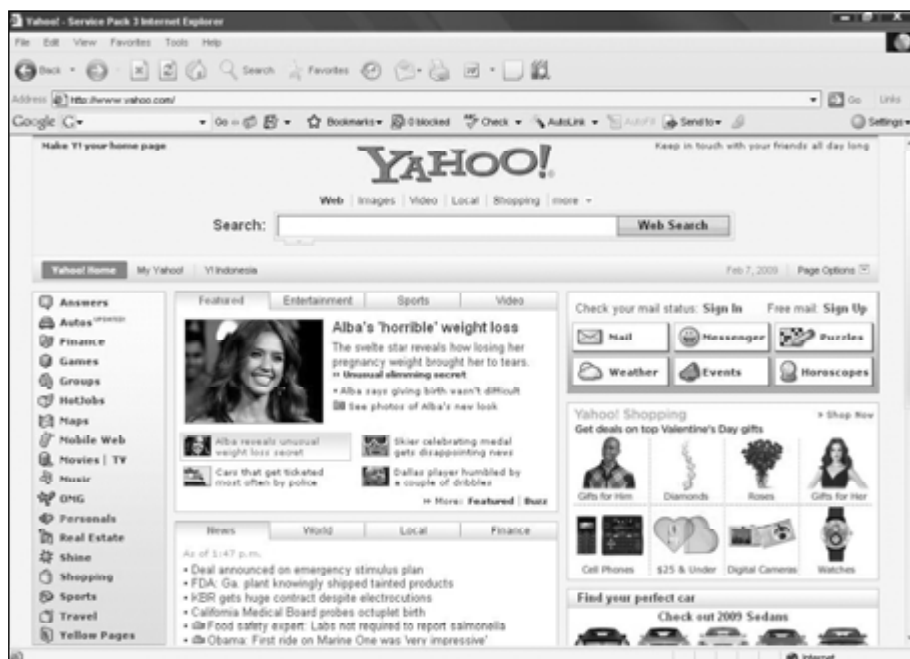 Yahoo! - Service Pack 3 Internet Explorer
File Edit View Favorites Tools Help
Back Search Favorites
Address http://www.yahoo.com/ Go Links
Google G Go 0 blocked Bookmarks Check AutoLink AutoFill Send to Settings
Make Y! your home page
YAHOO!
Keep in touch with your friends all day long
Web | Images | Video | Local | Shopping | more
Search: Web Search
Yahoo! Home My Yahoo! Y! Indonesia Feb 7, 2009 Page Options
Answers
Autos UPDATED!
Finance
Games
Groups
HotJobs
Maps
Mobile Web
Movies | TV
Music
OMG
Personals
Real Estate
Shine
Shopping
Sports
Travel
Yellow Pages
Featured Entertainment Sports Video
Alba's 'horrible' weight loss
The svelte star reveals how losing her
pregnancy weight brought her to tears.
» Unusual slimming secret
• Alba says giving birth wasn't difficult
See photos of Alba's new look
Alba reveals unusual
weight loss secret
Skier celebrating medal
gets disappointing news
Cars that get ticketed
most often by police
Dallas player humbled by
a couple of dribbles
» More: Featured | Buzz
News World Local Finance
As of 1:47 p.m.
• Deal announced on emergency stimulus plan
• FDA: Ga. plant knowingly shipped tainted products
• KBR gets huge contract despite electrocutions
• California Medical Board probes octuplet birth
• Food safety expert: Labs not required to report salmonella
• Obama: First ride on Marine One was 'very impressive'
Check your mail status: Sign In Free mail: Sign Up
Mail Messenger Puzzles
Weather Events Horoscopes
Yahoo! Shopping » Shop Now
Get deals on top Valentine's Day gifts
Gifts for Him Diamonds Roses Gifts for Her
Cell Phones $25 & Under Digital Cameras Watches
Find your perfect car
Check out 2009 Sedans
Internet